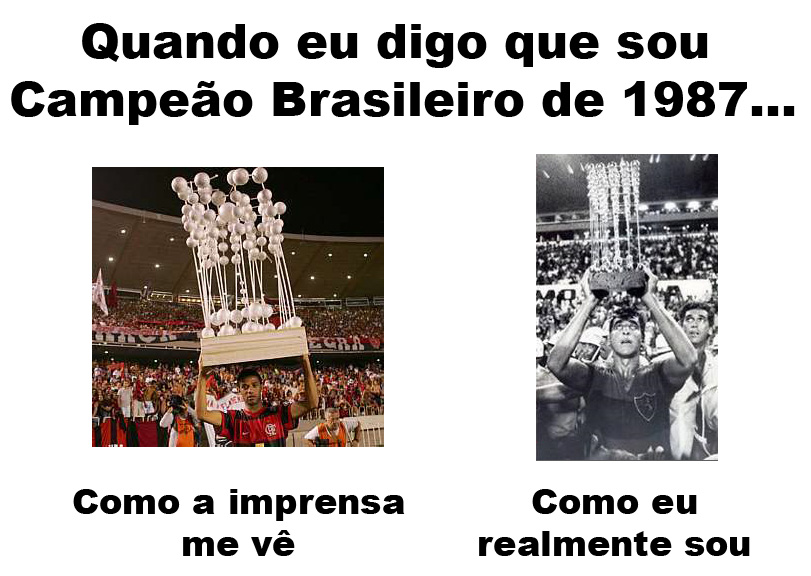 Quando eu digo que sou
Campeão Brasileiro de 1987...
Como a imprensa
me vê
Como eu
realmente sou